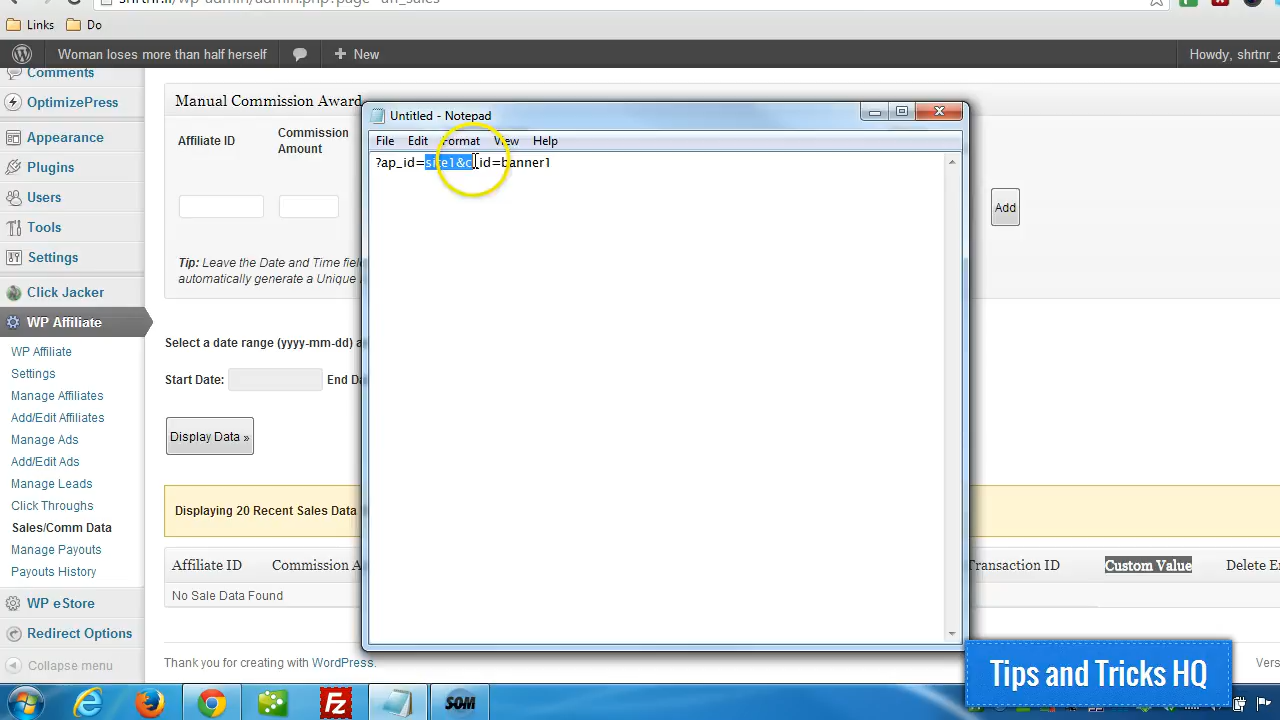 Links
Do
Woman loses more than half herself
New
Howdy, shrtnr_a
Comments
OptimizePress
Appearance
Plugins
Users
Tools
Settings
Click Jacker
WP Affiliate
WP Affiliate
Settings
Manage Affiliates
Add/Edit Affiliates
Manage Ads
Add/Edit Ads
Manage Leads
Click Throughs
Sales/Comm Data
Manage Payouts
Payouts History
WP eStore
Redirect Options
Collapse menu
Manual Commission Award
Affiliate ID
Commission
Amount
Add
Tip: Leave the Date and Time fiel
automatically generate a Unique
Select a date range (yyyy-mm-dd) a
Start Date:
End Da
Display Data »
Displaying 20 Recent Sales Data
Affiliate ID
Commission A
Transaction ID
Custom Value
Delete E
No Sale Data Found
Thank you for creating with WordPress.
Vers
Untitled - Notepad
File Edit Format View Help
?ap_id=site1&c_id=banner1
Tips and Tricks HQ
SOM
Fz